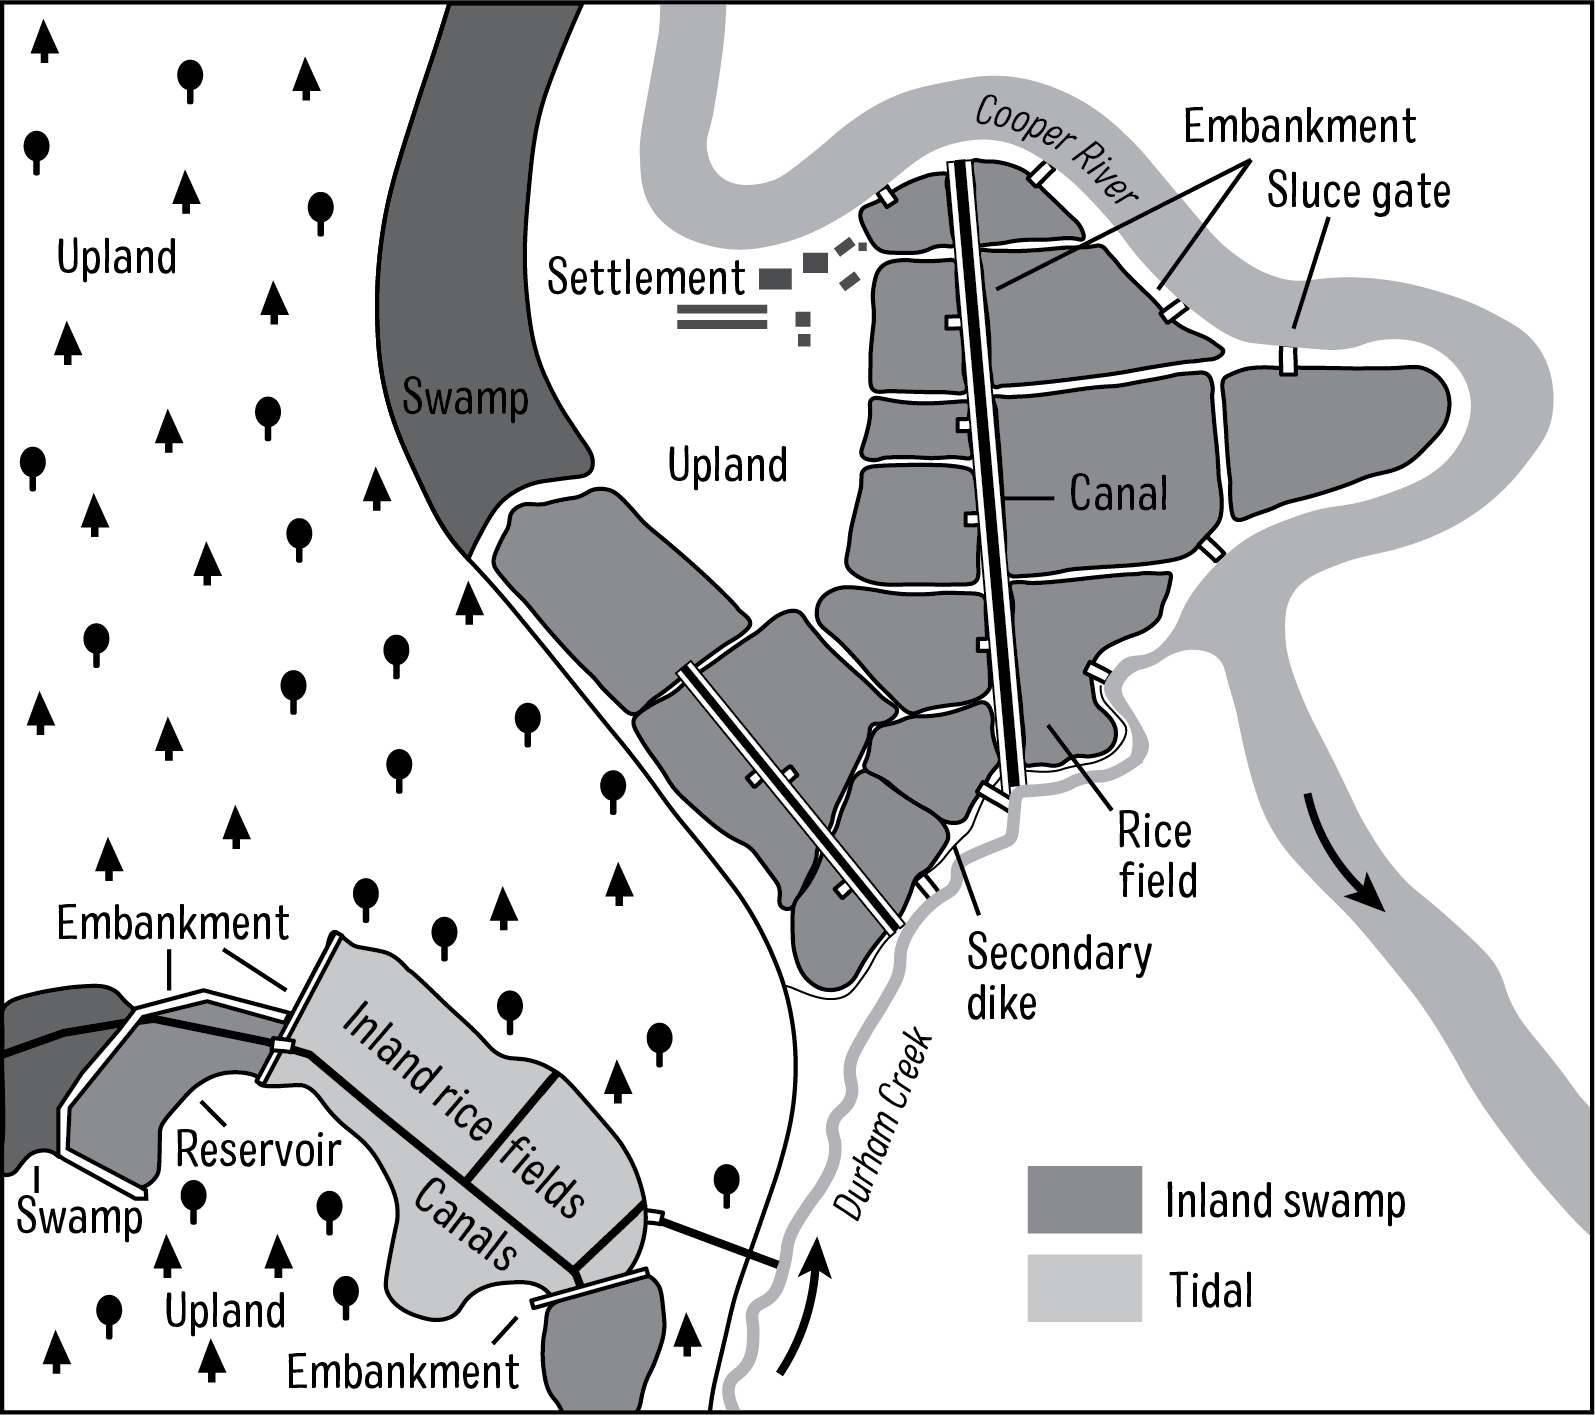 Cooper River
Embankment
Sluce gate
Upland
Settlement
Swamp
Upland
Canal
Rice
field
Embankment
Secondary
dike
Inland rice
fields
Durham Creek
Reservoir
Canals
Swamp
Inland swamp
Upland
Tidal
Embankment